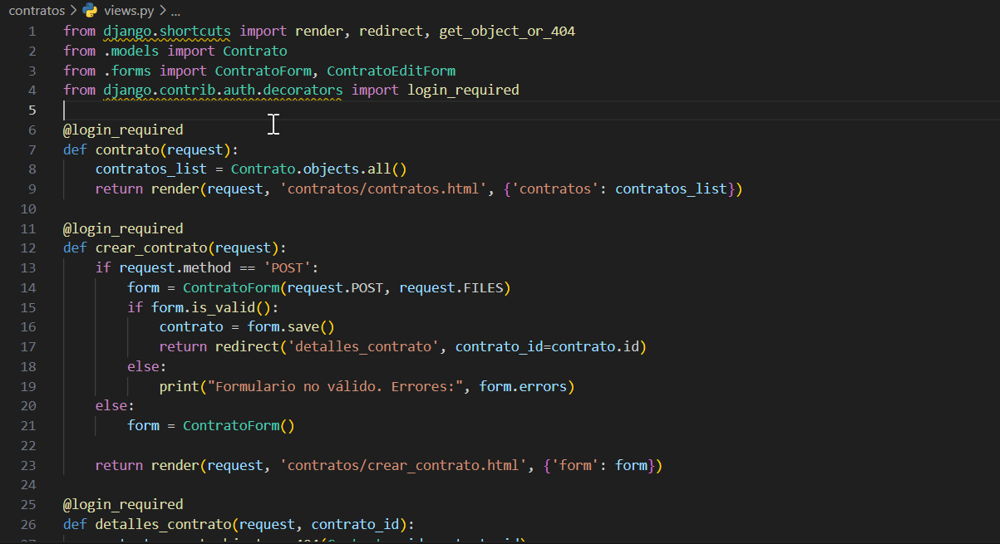 contratos > views.py > ...
1 from django.shortcuts import render, redirect, get_object_or_404
2 from .models import Contrato
3 from .forms import ContratoForm, ContratoEditForm
4 from django.contrib.auth.decorators import login_required
5
6 @login_required
7 def contrato(request):
8     contratos_list = Contrato.objects.all()
9     return render(request, 'contratos/contratos.html', {'contratos': contratos_list})
10
11 @login_required
12 def crear_contrato(request):
13     if request.method == 'POST':
14         form = ContratoForm(request.POST, request.FILES)
15         if form.is_valid():
16             contrato = form.save()
17             return redirect('detalles_contrato', contrato_id=contrato.id)
18         else:
19             print("Formulario no válido. Errores:", form.errors)
20     else:
21         form = ContratoForm()
22
23     return render(request, 'contratos/crear_contrato.html', {'form': form})
24
25 @login_required
26 def detalles_contrato(request, contrato_id):